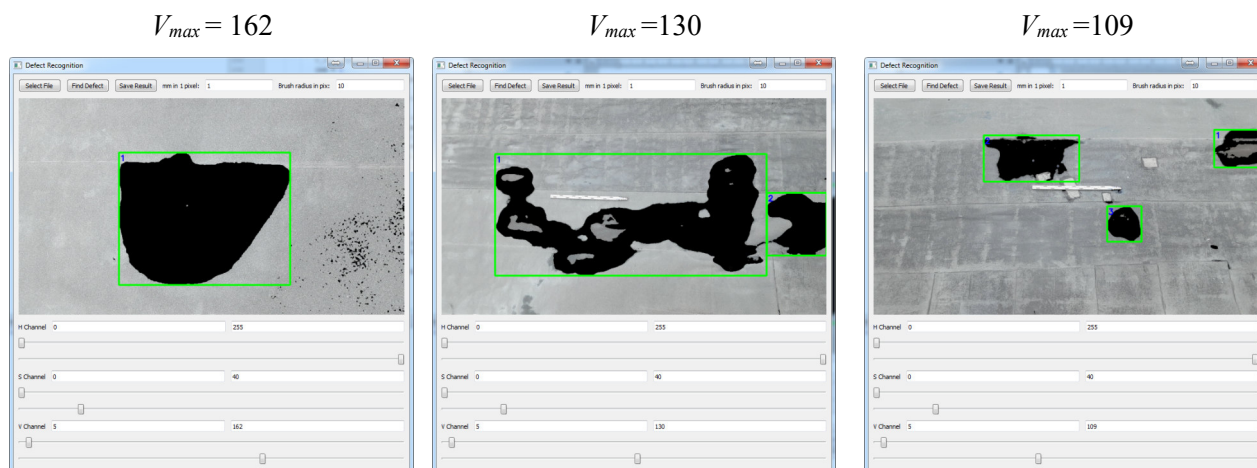 V_max = 162
V_max =130
V_max =109
Defect Recognition
Select File Find Defect Save Result mm in 1 pixel: 1 Brush radius in pix: 10
1
H Channel 0 255
S Channel 0 40
V Channel 5 162
Defect Recognition
Select File Find Defect Save Result mm in 1 pixel: 1 Brush radius in pix: 10
1
2
H Channel 0 255
S Channel 0 40
V Channel 5 130
Defect Recognition
Select File Find Defect Save Result mm in 1 pixel: 1 Brush radius in pix: 10
1
3
H Channel 0 255
S Channel 0 40
V Channel 5 109